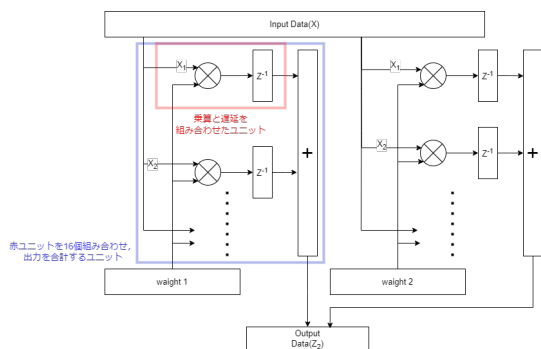 Input Data(X)
X1
Z-1
X1
Z-1
+
乗算と遅延を
組み合わせたユニット
X2
Z-1
X2
Z-1
+
赤ユニットを16個組み合わせ,
出力を合計するユニット
waight 1
waight 2
Output
Data(Z2)